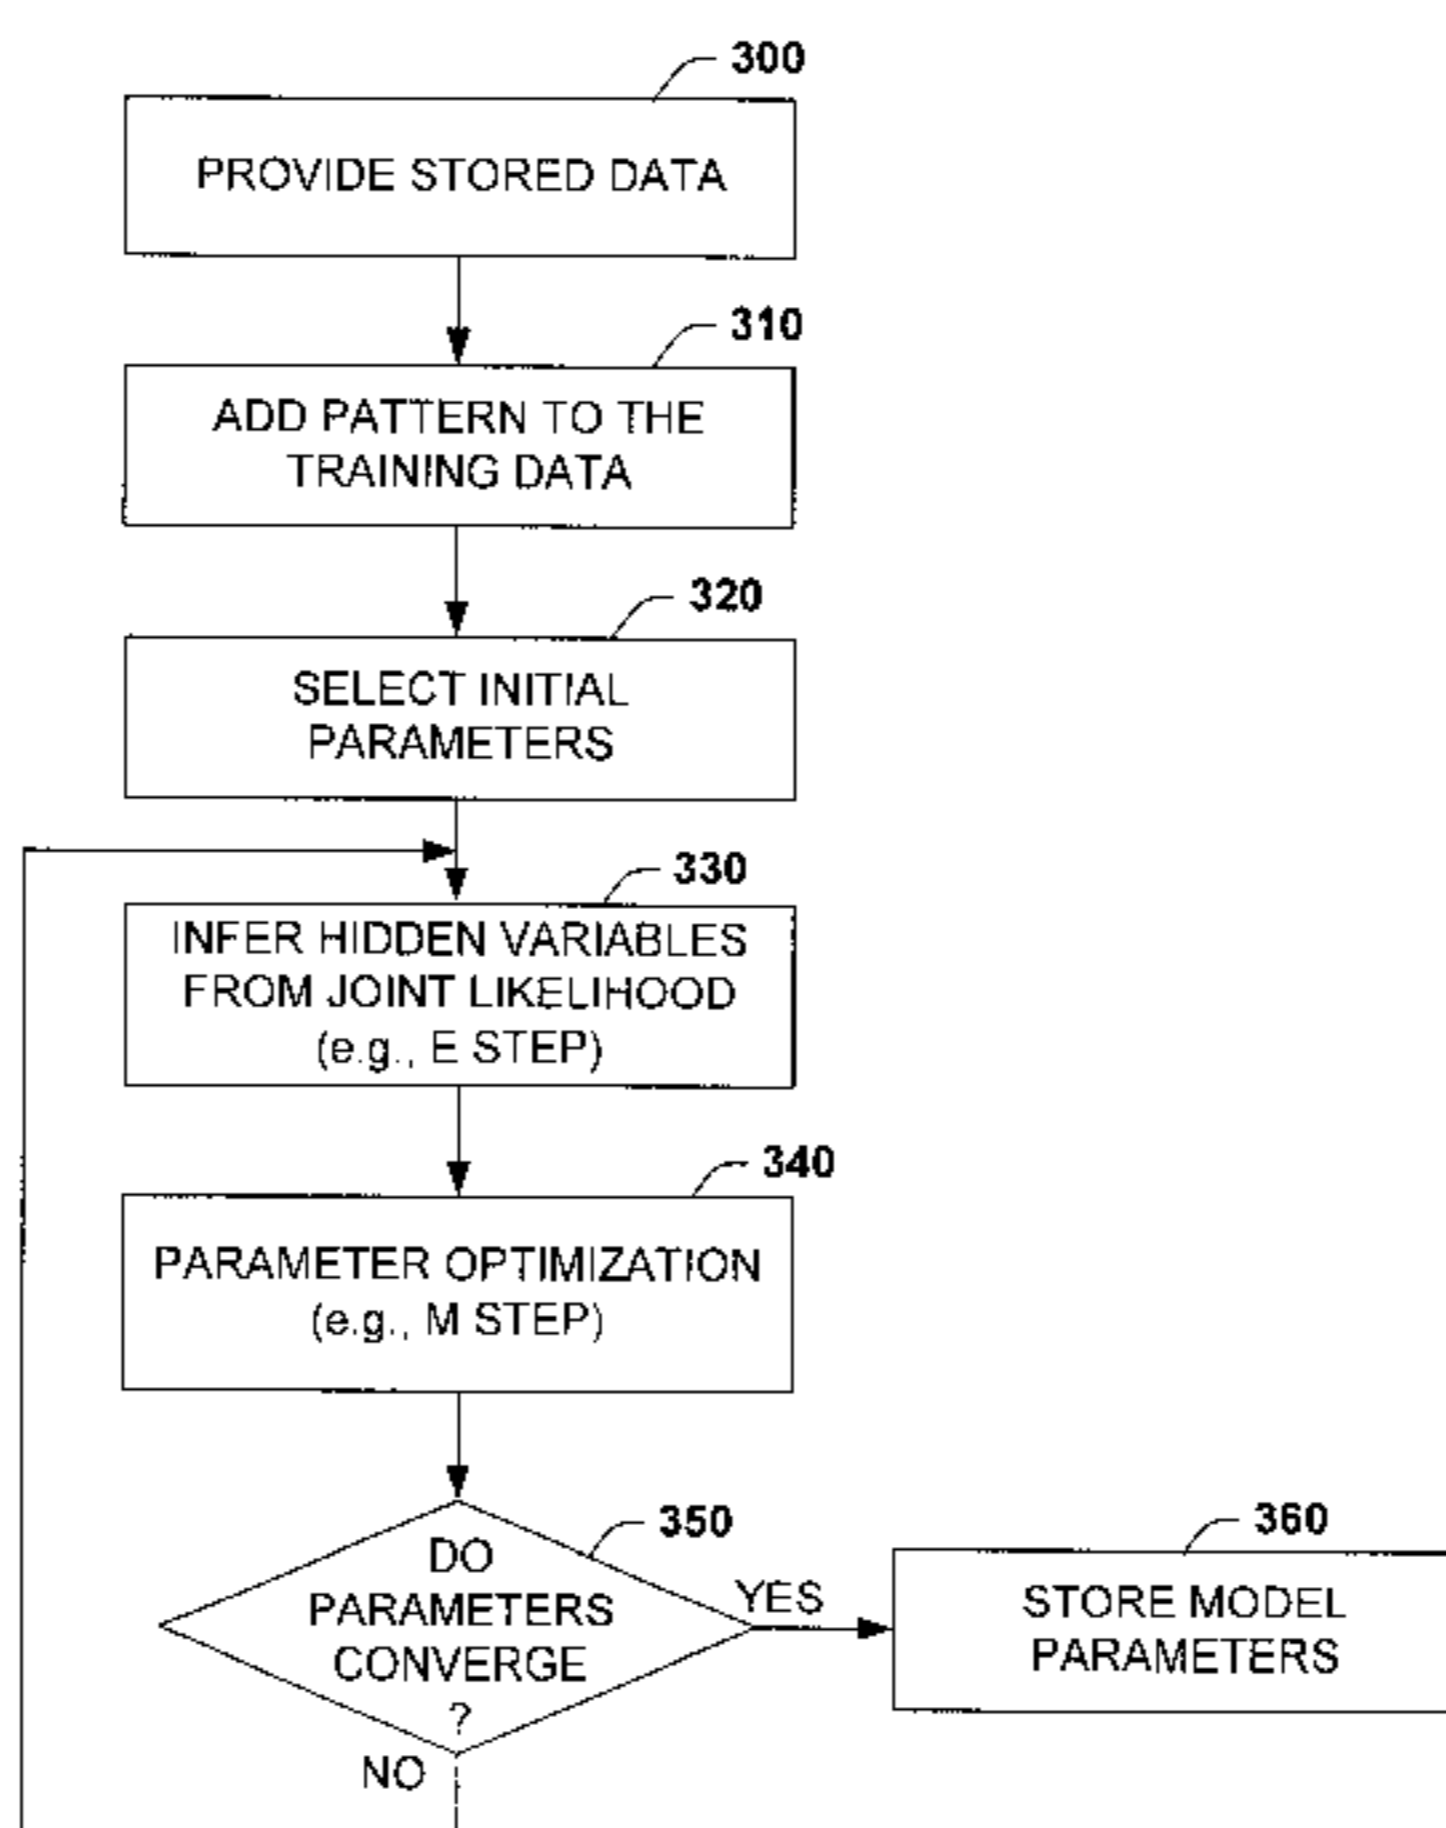 300
PROVIDE STORED DATA
310
ADD PATTERN TO THE
TRAINING DATA
320
SELECT INITIAL
PARAMETERS
330
INFER HIDDEN VARIABLES
FROM JOINT LIKELIHOOD
(e.g., E STEP)
340
PARAMETER OPTIMIZATION
(e.g., M STEP)
350
DO
PARAMETERS
CONVERGE
?
YES
NO
360
STORE MODEL
PARAMETERS